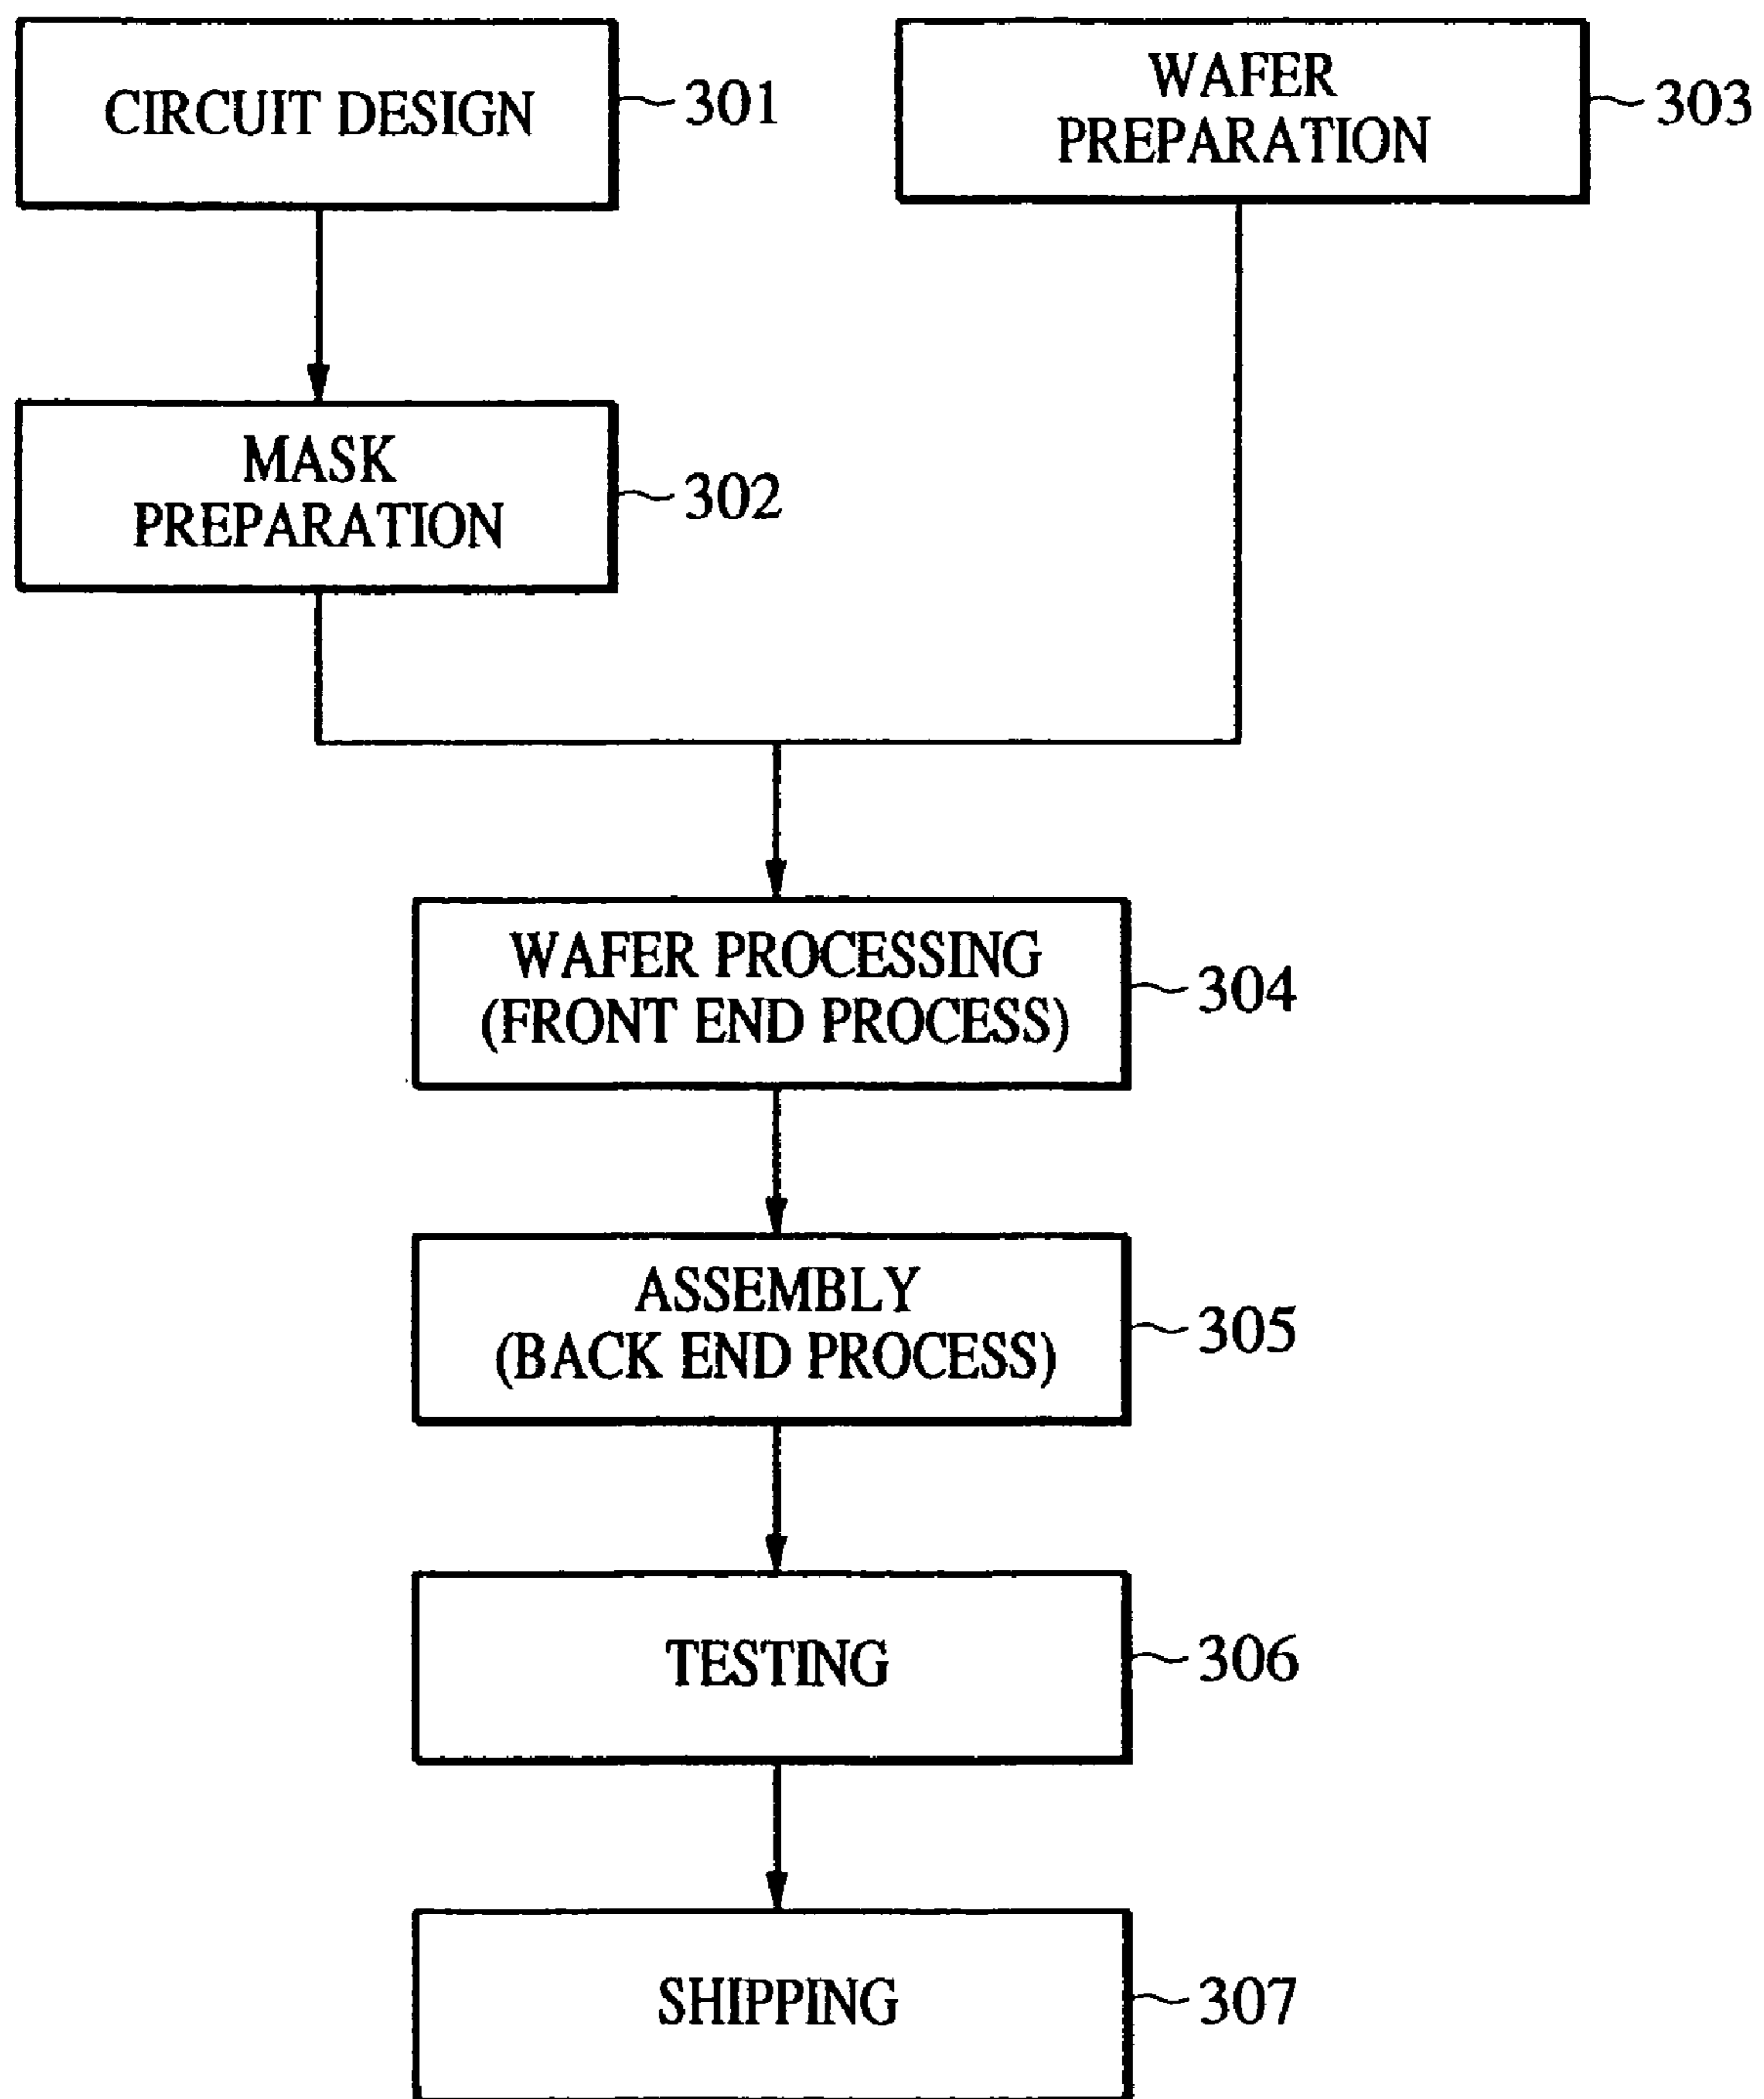 CIRCUIT DESIGN
301
WAFER
PREPARATION
303
MASK
PREPARATION
302
WAFER PROCESSING
(FRONT END PROCESS)
304
ASSEMBLY
(BACK END PROCESS)
305
TESTING
306
SHIPPING
307